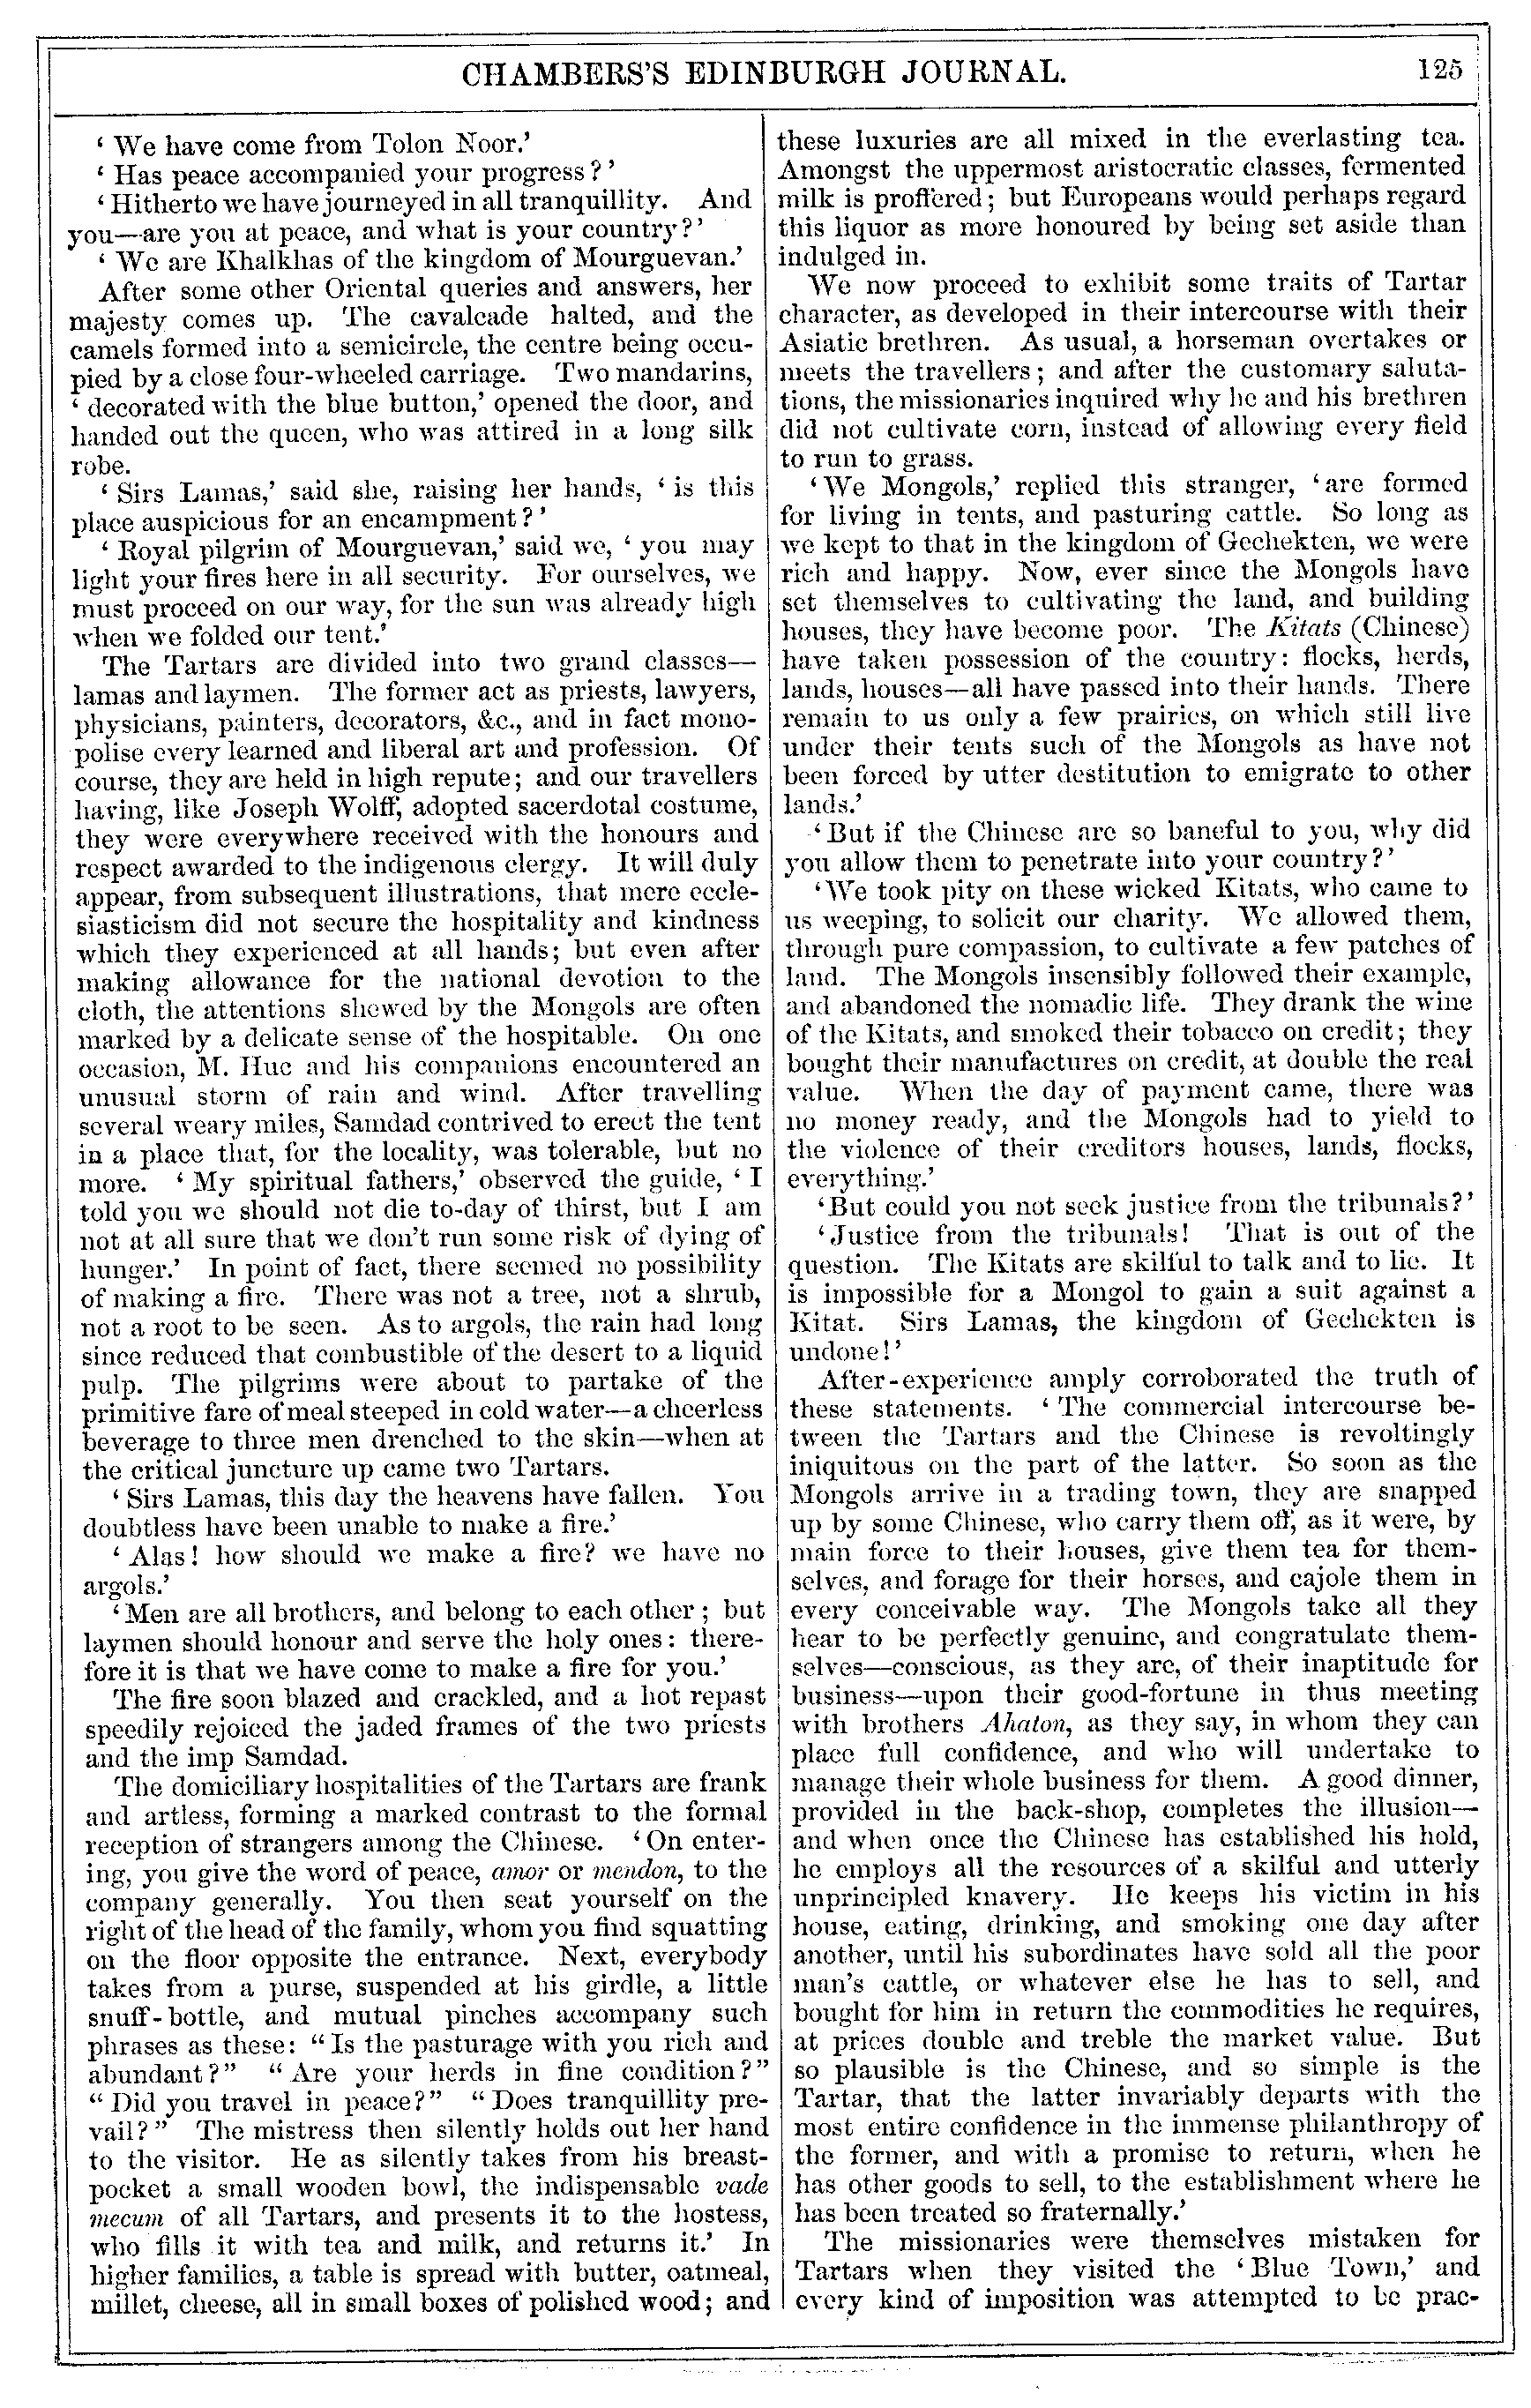 CHAMBERS'S EDINBURGH JOURNAL.
125
‘ We have come from Tolon Noor.’
‘ Has peace accompanied your progress?’
‘ Hitherto we have journeyed in all tranquillity. And
you—are you at peace, and what is your country?’
‘ We are Khalkhas of the kingdom of Mourguevan.’
After some other Oriental queries and answers, her
majesty comes up. The cavalcade halted, and the
camels formed into a semicircle, the centre being occu-
pied by a close four-wheeled carriage. Two mandarins,
‘ decorated with the blue button,’ opened the door, and
handed out the queen, who was attired in a long silk
robe.
‘ Sirs Lamas,’ said she, raising her hands, ‘ is this
place auspicious for an encampment?’
‘ Royal pilgrim of Mourguevan,’ said we, ‘ you may
light your fires here in all security. For ourselves, we
must proceed on our way, for the sun was already high
when we folded our tent.’
The Tartars are divided into two grand classes—
lamas and laymen. The former act as priests, lawyers,
physicians, painters, decorators, &c., and in fact mono-
polise every learned and liberal art and profession. Of
course, they are held in high repute; and our travellers
having, like Joseph Wolff, adopted sacerdotal costume,
they were everywhere received with the honours and
respect awarded to the indigenous clergy. It will duly
appear, from subsequent illustrations, that mere eccle-
siasticism did not secure the hospitality and kindness
which they experienced at all hands; but even after
making allowance for the national devotion to the
cloth, the attentions shewed by the Mongols are often
marked by a delicate sense of the hospitable. On one
occasion, M. Huc and his companions encountered an
unusual storm of rain and wind. After travelling
several weary miles, Samdad contrived to erect the tent
in a place that, for the locality, was tolerable, but no
more. ‘ My spiritual fathers,’ observed the guide, ‘ I
told you we should not die to-day of thirst, but I am
not at all sure that we don't run some risk of dying of
hunger.’ In point of fact, there seemed no possibility
of making a fire. There was not a tree, not a shrub,
not a root to be seen. As to argols, the rain had long
since reduced that combustible of the desert to a liquid
pulp. The pilgrims were about to partake of the
primitive fare of meal steeped in cold water—a cheerless
beverage to three men drenched to the skin—when at
the critical juncture up came two Tartars.
‘ Sirs Lamas, this day the heavens have fallen. You
doubtless have been unable to make a fire.’
‘ Alas! how should we make a fire? we have no
argols.’
‘ Men are all brothers, and belong to each other; but
laymen should honour and serve the holy ones: there-
fore it is that we have come to make a fire for you.’
The fire soon blazed and crackled, and a hot repast
speedily rejoiced the jaded frames of the two priests
and the imp Samdad.
The domiciliary hospitalities of the Tartars are frank
and artless, forming a marked contrast to the formal
reception of strangers among the Chinese. ‘ On enter-
ing, you give the word of peace, amor or mendon, to the
company generally. You then seat yourself on the
right of the head of the family, whom you find squatting
on the floor opposite the entrance. Next, everybody
takes from a purse, suspended at his girdle, a little
snuff-bottle, and mutual pinches accompany such
phrases as these: “ Is the pasturage with you rich and
abundant?” “ Are your herds in fine condition?”
“ Did you travel in peace?” “ Does tranquillity pre-
vail?” The mistress then silently holds out her hand
to the visitor. He as silently takes from his breast-
pocket a small wooden bowl, the indispensable vade
mecum of all Tartars, and presents it to the hostess,
who fills it with tea and milk, and returns it.’ In
higher families, a table is spread with butter, oatmeal,
millet, cheese, all in small boxes of polished wood; and
these luxuries are all mixed in the everlasting tea.
Amongst the uppermost aristocratic classes, fermented
milk is proffered; but Europeans would perhaps regard
this liquor as more honoured by being set aside than
indulged in.
We now proceed to exhibit some traits of Tartar
character, as developed in their intercourse with their
Asiatic brethren. As usual, a horseman overtakes or
meets the travellers; and after the customary saluta-
tions, the missionaries inquired why he and his brethren
did not cultivate corn, instead of allowing every field
to run to grass.
‘ We Mongols,’ replied this stranger, ‘ are formed
for living in tents, and pasturing cattle. So long as
we kept to that in the kingdom of Gechekten, we were
rich and happy. Now, ever since the Mongols have
set themselves to cultivating the land, and building
houses, they have become poor. The Kitats (Chinese)
have taken possession of the country: flocks, herds,
lands, houses—all have passed into their hands. There
remain to us only a few prairies, on which still live
under their tents such of the Mongols as have not
been forced by utter destitution to emigrate to other
lands.’
‘ But if the Chinese are so baneful to you, why did
you allow them to penetrate into your country?’
‘ We took pity on these wicked Kitats, who came to
us weeping, to solicit our charity. We allowed them,
through pure compassion, to cultivate a few patches of
land. The Mongols insensibly followed their example,
and abandoned the nomadic life. They drank the wine
of the Kitats, and smoked their tobacco on credit; they
bought their manufactures on credit, at double the real
value. When the day of payment came, there was
no money ready, and the Mongols had to yield to
the violence of their creditors houses, lands, flocks,
everything.’
‘ But could you not seek justice from the tribunals?’
‘ Justice from the tribunals! That is out of the
question. The Kitats are skilful to talk and to lie. It
is impossible for a Mongol to gain a suit against a
Kitat. Sirs Lamas, the kingdom of Gechekten is
undone!’
After-experience amply corroborated the truth of
these statements. ‘ The commercial intercourse be-
tween the Tartars and the Chinese is revoltingly
iniquitous on the part of the latter. So soon as the
Mongols arrive in a trading town, they are snapped
up by some Chinese, who carry them off, as it were, by
main force to their houses, give them tea for them-
selves, and forage for their horses, and cajole them in
every conceivable way. The Mongols take all they
hear to be perfectly genuine, and congratulate them-
selves—conscious, as they are, of their inaptitude for
business—upon their good-fortune in thus meeting
with brothers Ahaton, as they say, in whom they can
place full confidence, and who will undertake to
manage their whole business for them. A good dinner,
provided in the back-shop, completes the illusion—
and when once the Chinese has established his hold,
he employs all the resources of a skilful and utterly
unprincipled knavery. He keeps his victim in his
house, eating, drinking, and smoking one day after
another, until his subordinates have sold all the poor
man's cattle, or whatever else he has to sell, and
bought for him in return the commodities he requires,
at prices double and treble the market value. But
so plausible is the Chinese, and so simple is the
Tartar, that the latter invariably departs with the
most entire confidence in the immense philanthropy of
the former, and with a promise to return, when he
has other goods to sell, to the establishment where he
has been treated so fraternally.’
The missionaries were themselves mistaken for
Tartars when they visited the ‘ Blue Town,’ and
every kind of imposition was attempted to be prac-